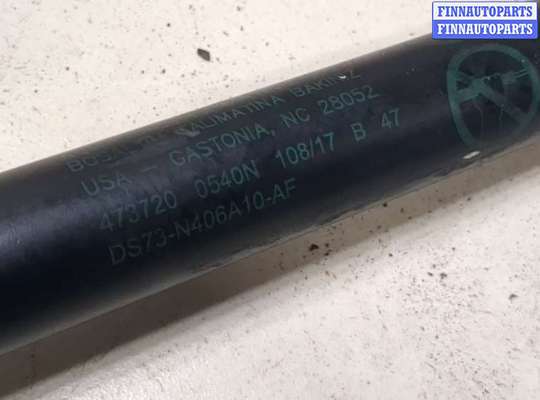 FINNAUTOPARTS
FINNAUTOPARTS
USA - GASTONIA, NC 28052
473720 0540N 108/17 B 47
DS73-N406A10-AF